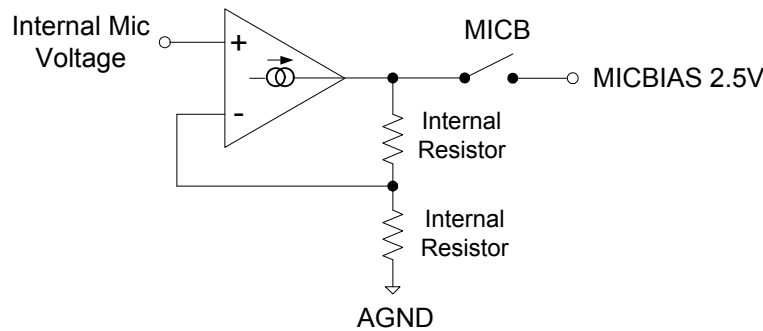 Internal Mic
Voltage
+
-
MICB
MICBIAS 2.5V
Internal
Resistor
Internal
Resistor
AGND